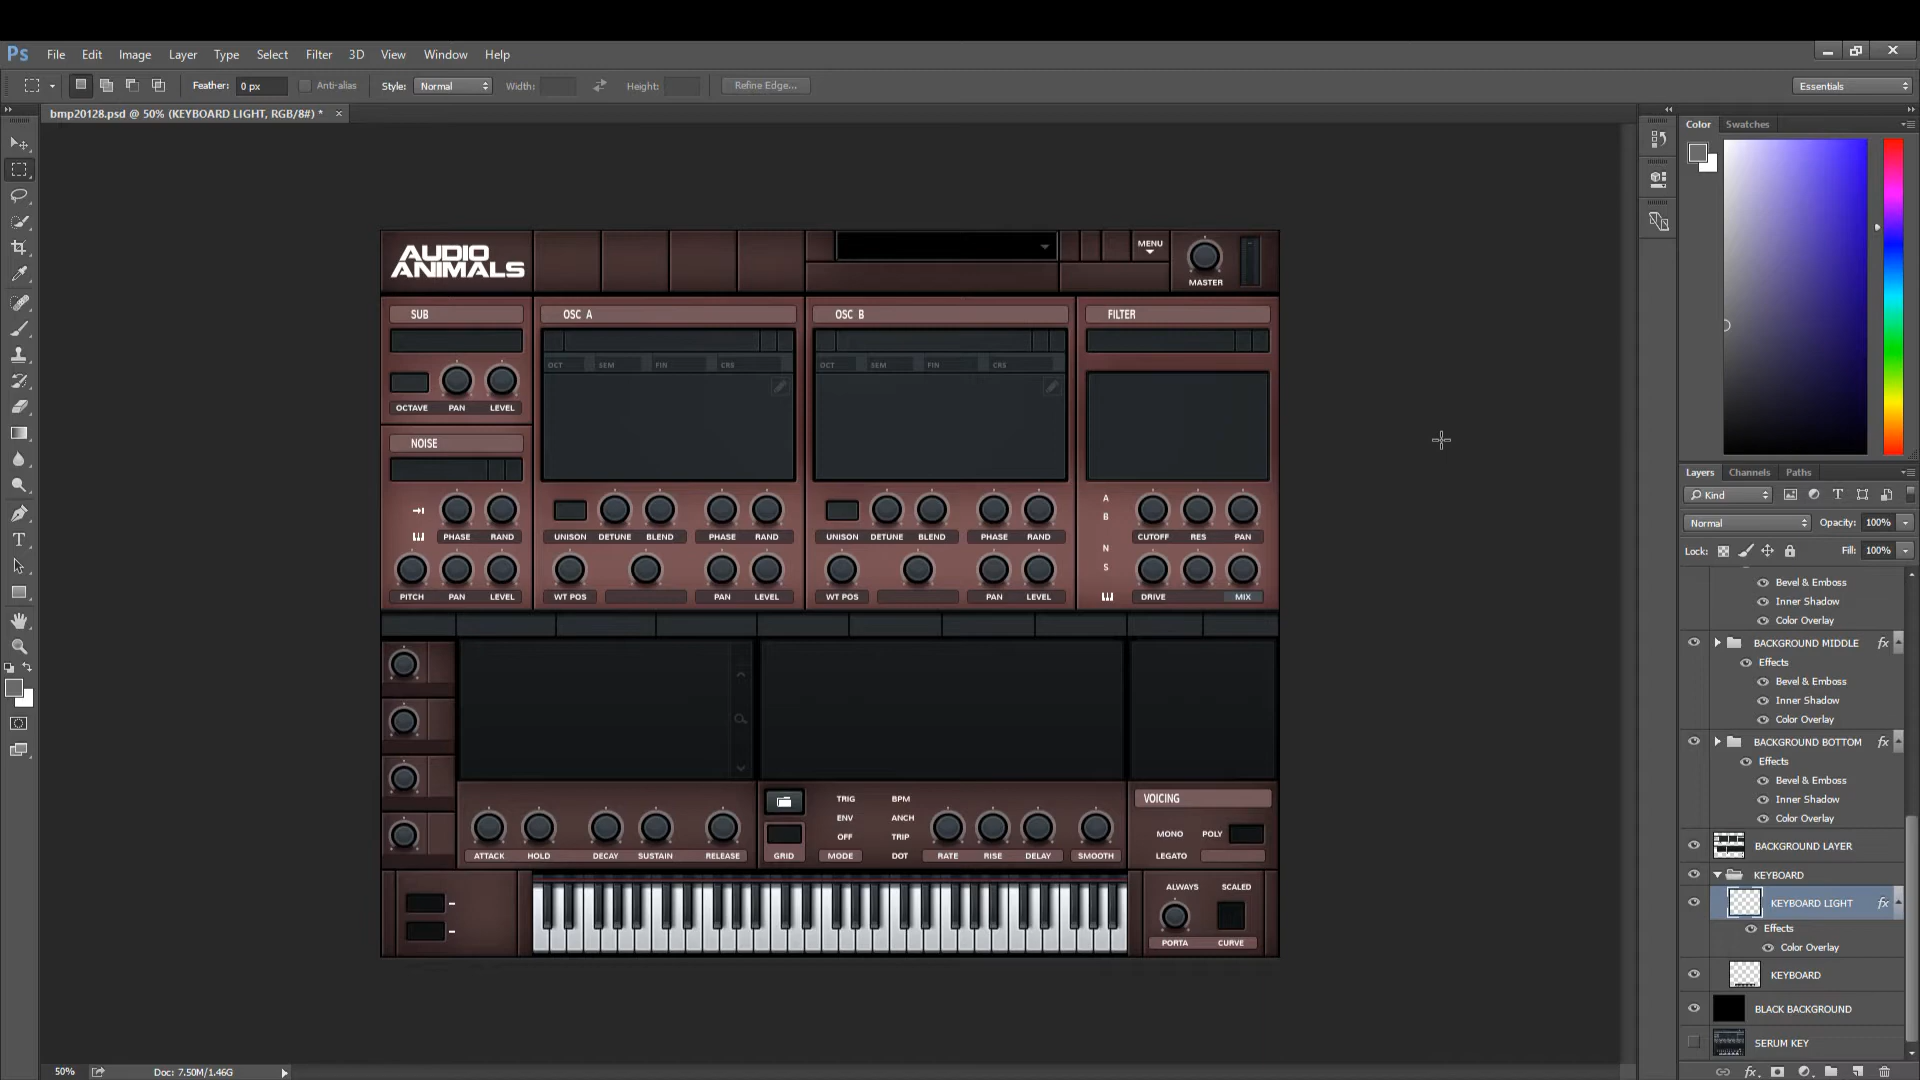 Ps File Edit Image Layer Type Select Filter 3D View Window Help
Feather: 0 px Anti-alias Style: Normal Width: Height: Refine Edge... Essentials
bmp20128.psd @ 50% (KEYBOARD LIGHT, RGB/8#) * ×
Color Swatches
AUDIO
ANIMALS
MENU
MASTER
SUB OSC A OSC B FILTER
OCT SEM FIN CRS OCT SEM FIN CRS
OCTAVE PAN LEVEL
NOISE
A
B
PHASE RAND UNISON DETUNE BLEND PHASE RAND UNISON DETUNE BLEND PHASE RAND CUTOFF RES PAN
N
S
PITCH PAN LEVEL WT POS PAN LEVEL WT POS PAN LEVEL DRIVE MIX
TRIG BPM VOICING
ENV ANCH
OFF TRIP MONO POLY
ATTACK HOLD DECAY SUSTAIN RELEASE GRID MODE DOT RATE RISE DELAY SMOOTH LEGATO
ALWAYS SCALED
PORTA CURVE
Layers Channels Paths
Kind
Normal Opacity: 100%
Lock: Fill: 100%
Bevel & Emboss
Inner Shadow
Color Overlay
BACKGROUND MIDDLE fx
Effects
Bevel & Emboss
Inner Shadow
Color Overlay
BACKGROUND BOTTOM fx
Effects
Bevel & Emboss
Inner Shadow
Color Overlay
BACKGROUND LAYER
KEYBOARD
KEYBOARD LIGHT fx
Effects
Color Overlay
KEYBOARD
BLACK BACKGROUND
SERUM KEY
50% Doc: 7.50M/1.46G